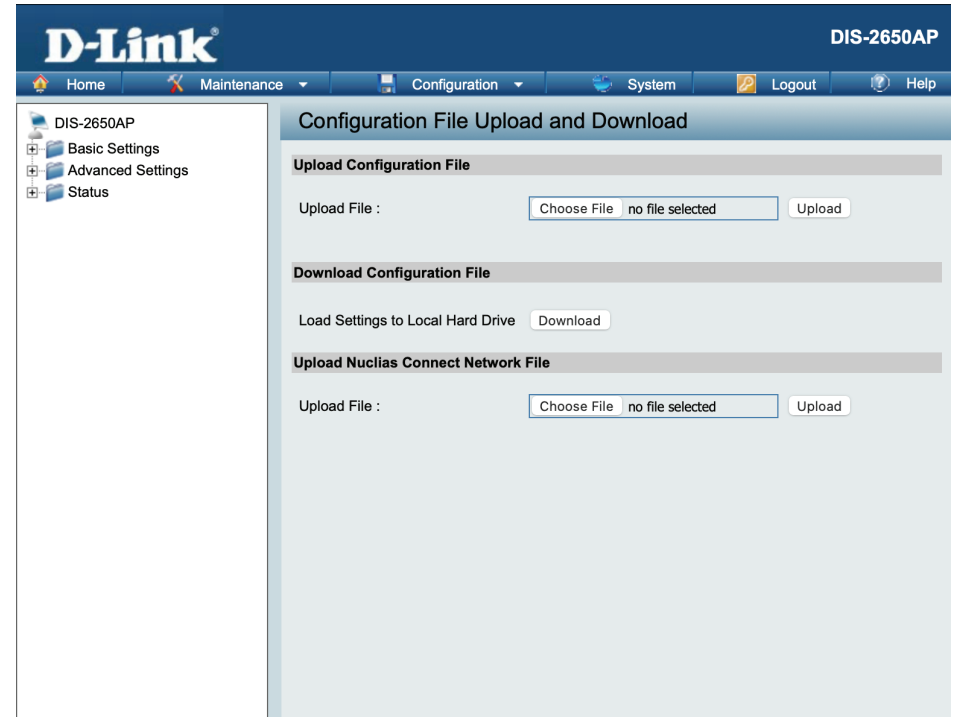 D-Link®
DIS-2650AP
Home Maintenance Configuration System Logout Help
DIS-2650AP
Basic Settings
Advanced Settings
Status
Configuration File Upload and Download
Upload Configuration File
Upload File : Choose File no file selected Upload
Download Configuration File
Load Settings to Local Hard Drive Download
Upload Nuclias Connect Network File
Upload File : Choose File no file selected Upload